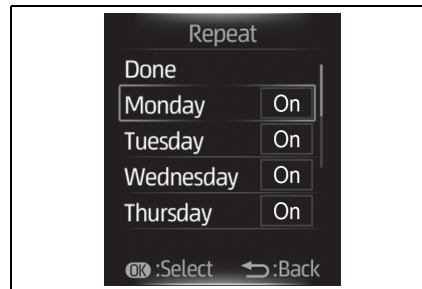 Repeat
Done
Monday On
Tuesday On
Wednesday On
Thursday On
OK :Select :Back